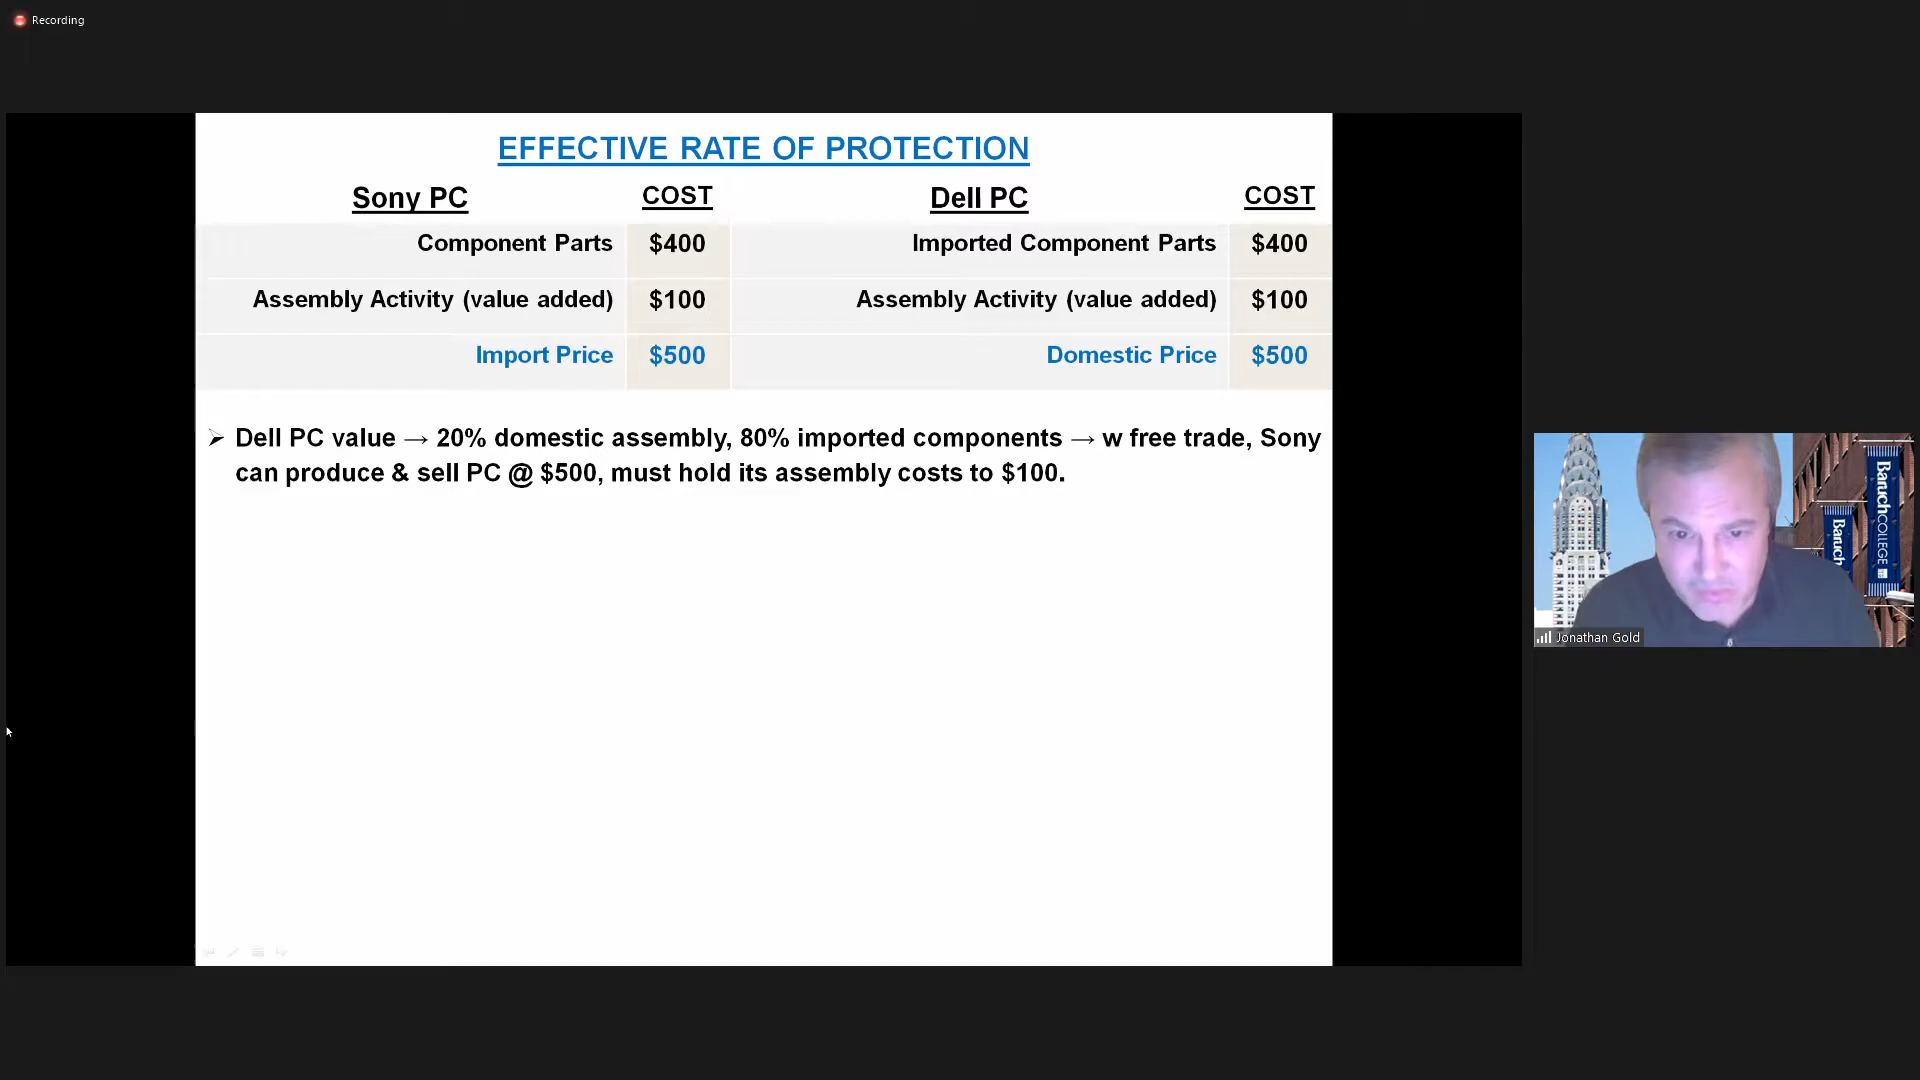 Recording
EFFECTIVE RATE OF PROTECTION
Sony PC COST Dell PC COST
Component Parts $400 Imported Component Parts $400
Assembly Activity (value added) $100 Assembly Activity (value added) $100
Import Price $500 Domestic Price $500
➢ Dell PC value → 20% domestic assembly, 80% imported components → w free trade, Sony
can produce & sell PC @ $500, must hold its assembly costs to $100.
Baruch COLLEGE
Baruch
Jonathan Gold